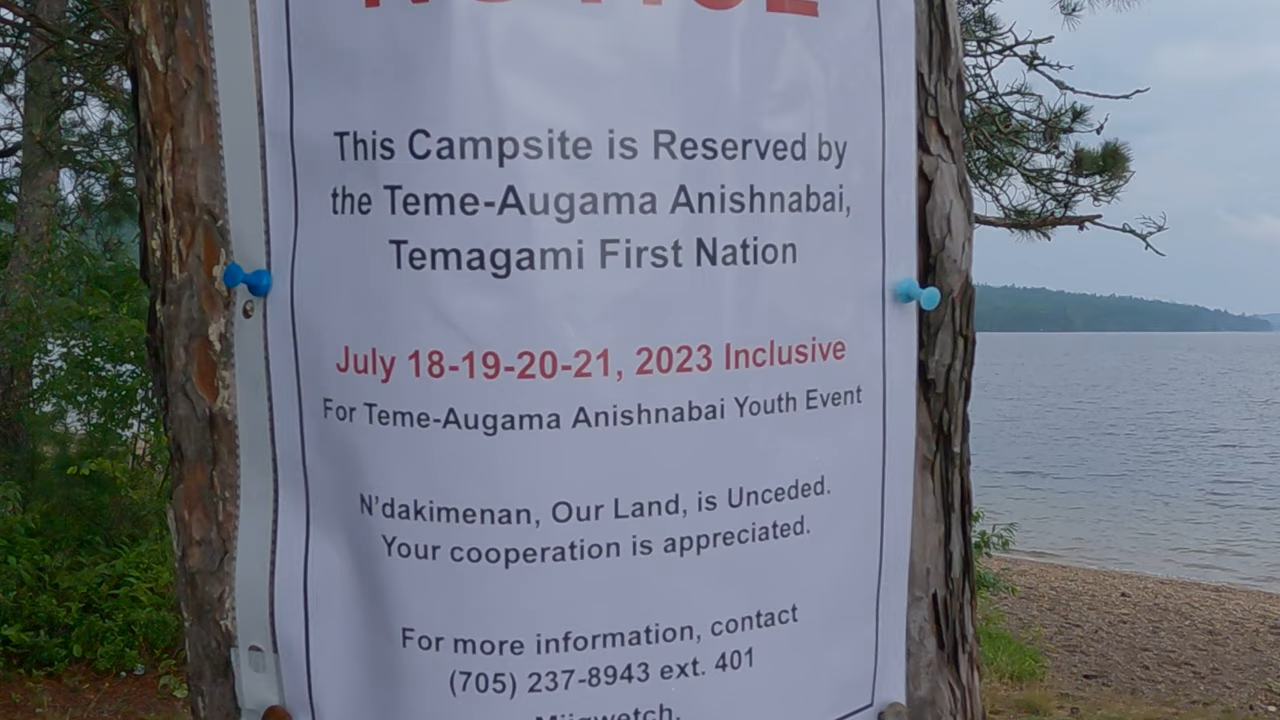 NOTICE
This Campsite is Reserved by
the Teme-Augama Anishnabai,
Temagami First Nation
July 18-19-20-21, 2023 Inclusive
For Teme-Augama Anishnabai Youth Event
N'dakimenan, Our Land, is Unceded.
Your cooperation is appreciated.
For more information, contact
(705) 237-8943 ext. 401
Miigwetch.